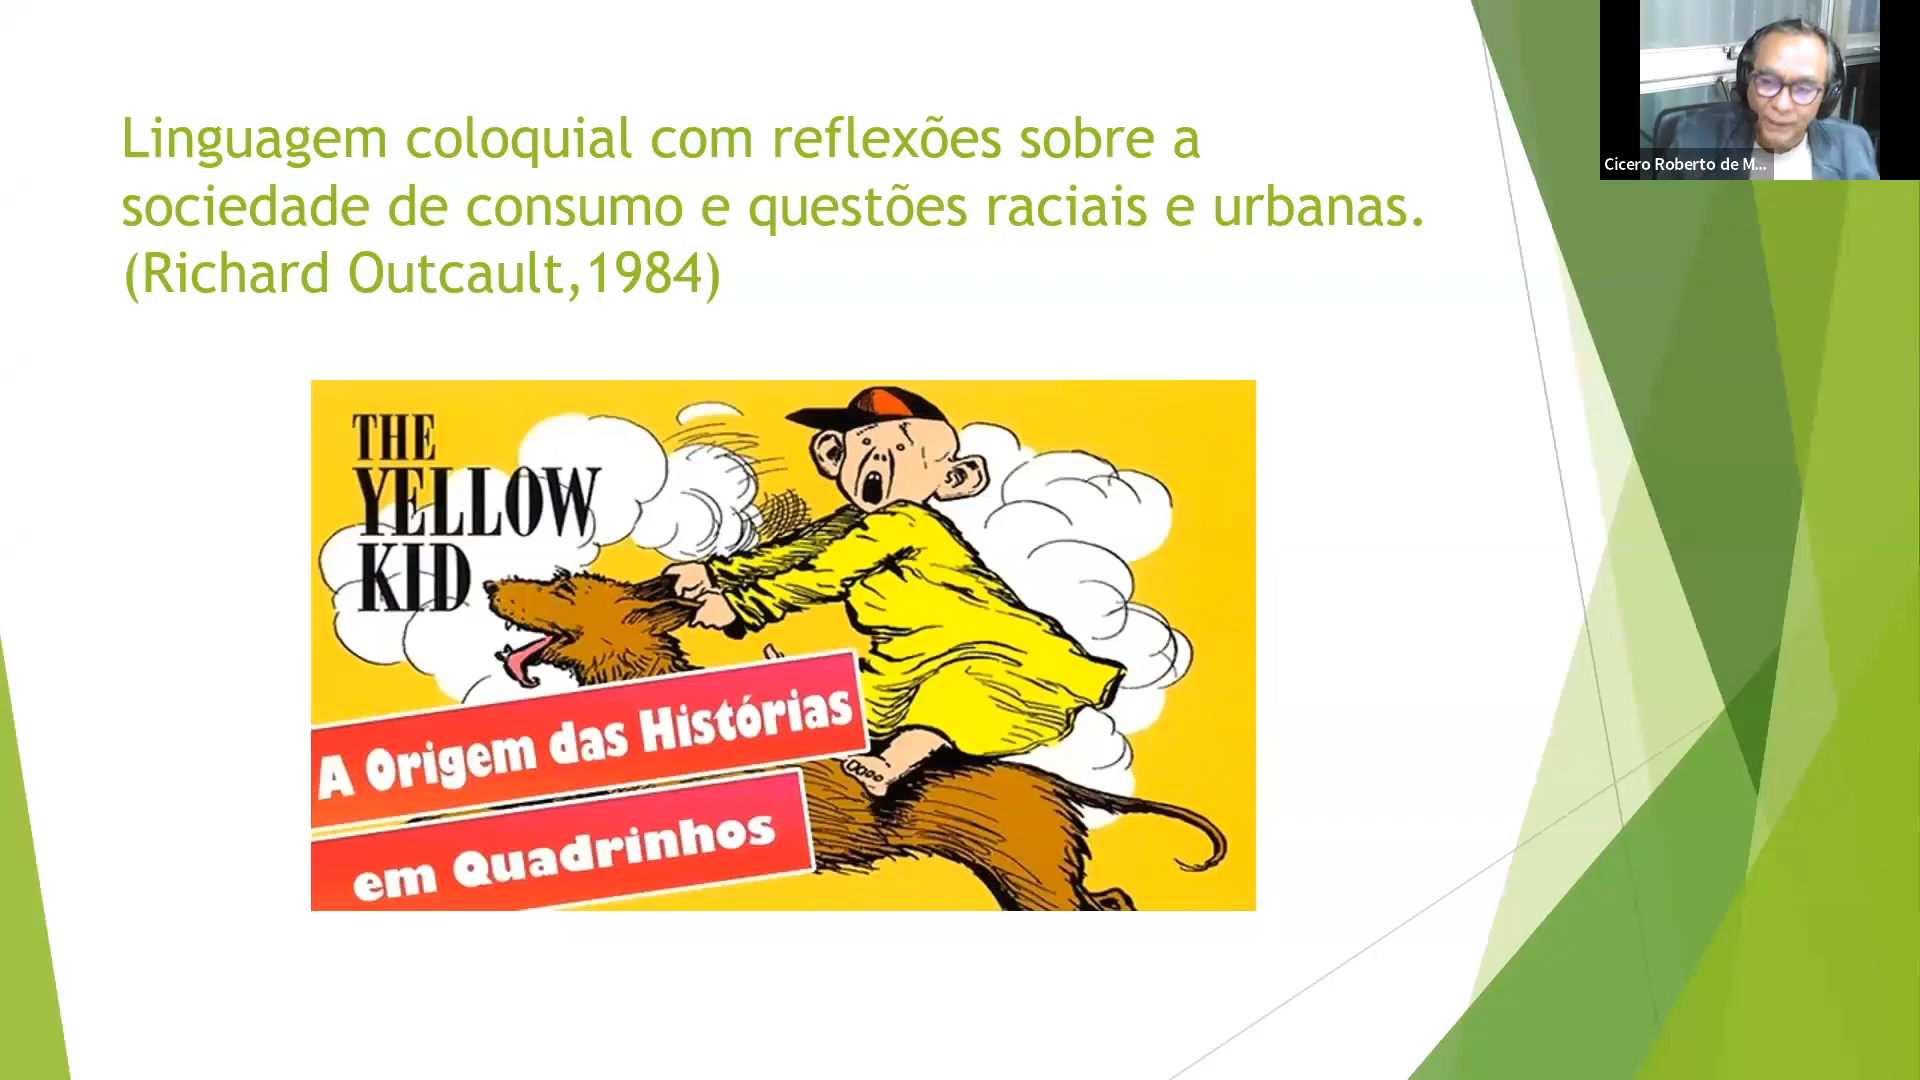 Linguagem coloquial com reflexões sobre a
sociedade de consumo e questões raciais e urbanas.
(Richard Outcault,1984)
Cicero Roberto de M...
THE
YELLOW
KID
A Origem das Histórias
em Quadrinhos